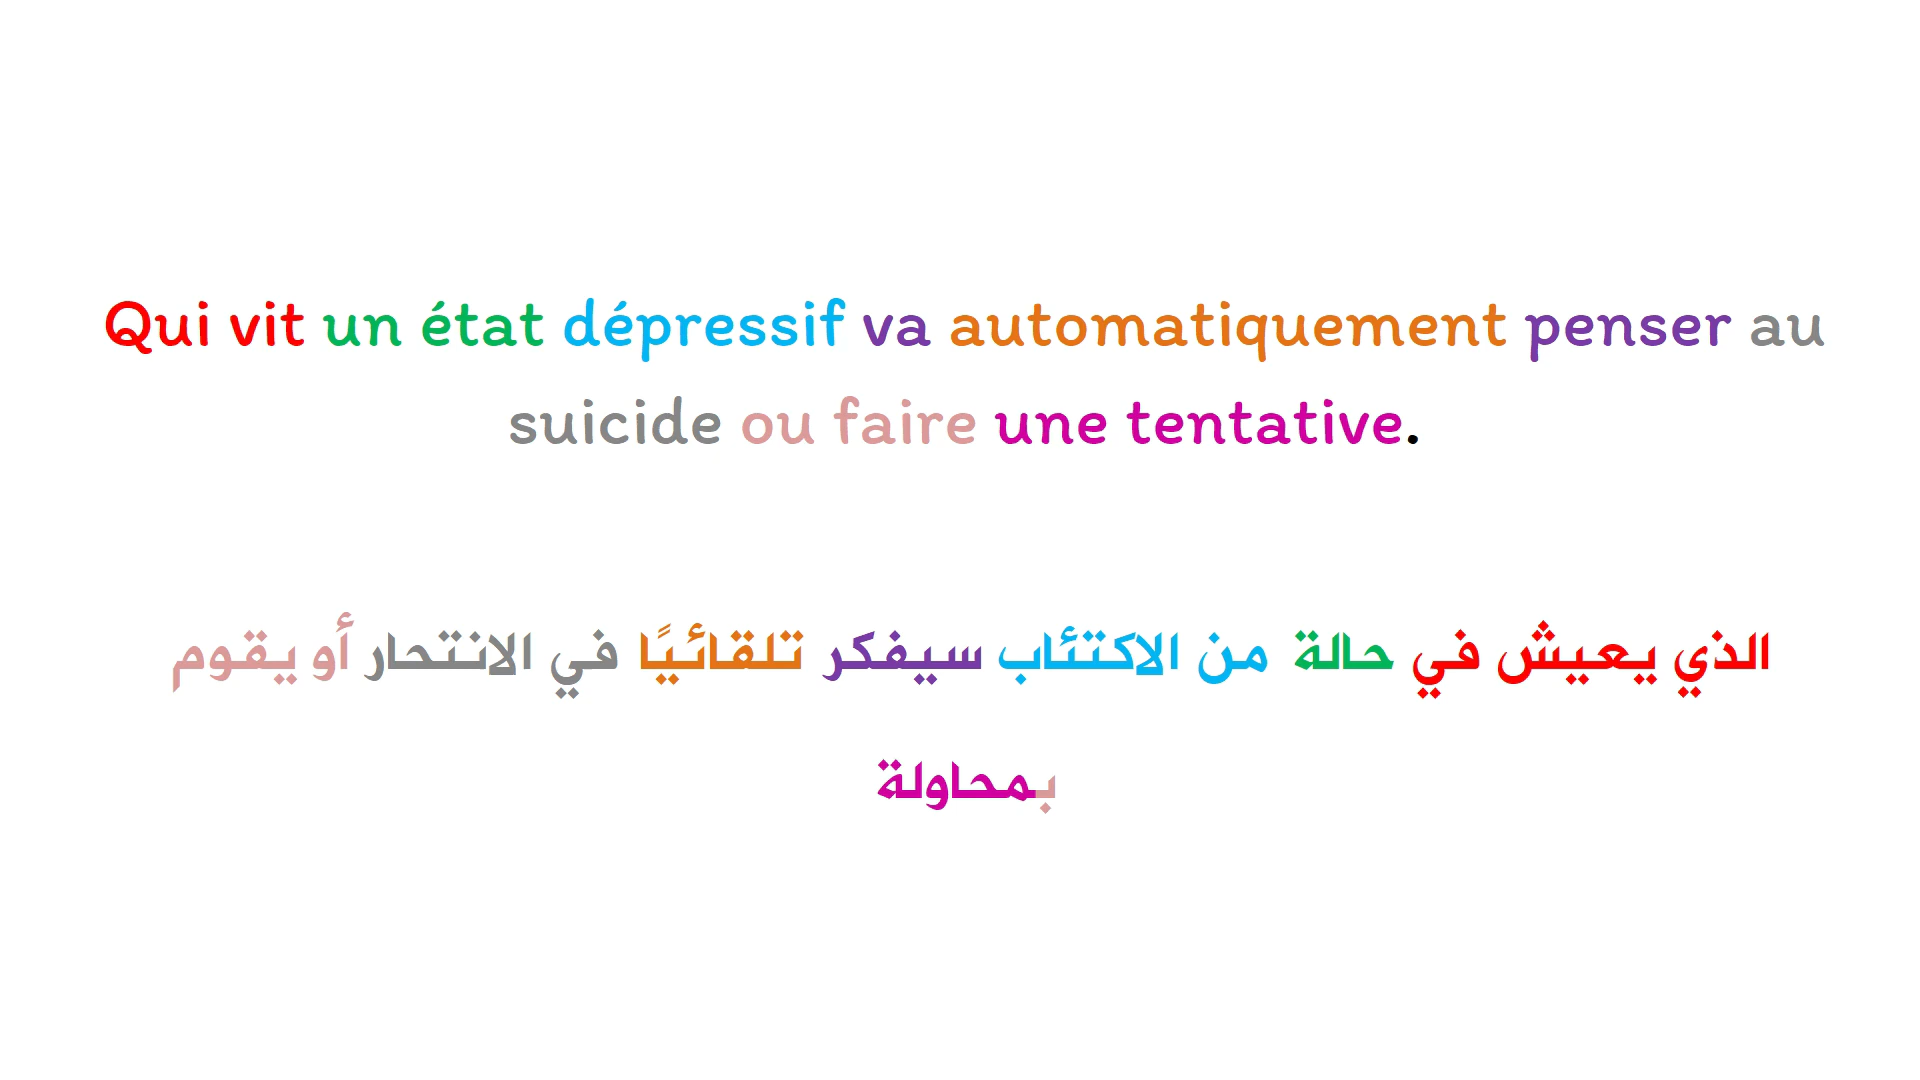 Qui vit un état dépressif va automatiquement penser au
suicide ou faire une tentative.
الذي يعيش في حالة من الاكتئاب سيفكر تلقائيًا في الانتحار أو يقوم
بمحاولة